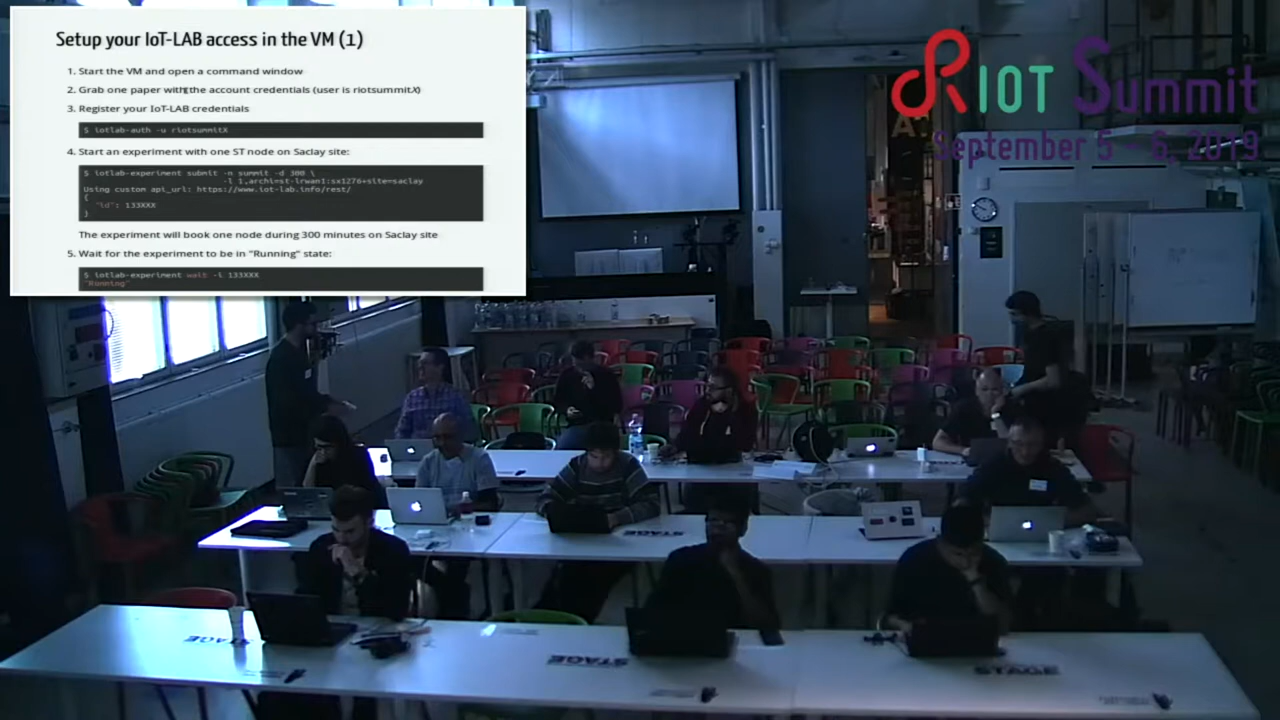 Setup your IoT-LAB access in the VM (1)
1. Start the VM and open a command window
2. Grab one paper with the account credentials (user is riotsummitX)
3. Register your IoT-LAB credentials
$ iotlab-auth -u riotsummitX
4. Start an experiment with one ST node on Saclay site:
$ iotlab-experiment submit -n summit -d 300 \
-l 1,archi=st-lrwan1:sx1276+site=saclay
Using custom api_url: https://www.iot-lab.info/rest/
{
"id": 133XXX
}
The experiment will book one node during 300 minutes on Saclay site
5. Wait for the experiment to be in "Running" state:
$ iotlab-experiment wait -i 133XXX
"Running"
RIOT Summit
September 5 - 6, 2019
STAGE
STAGE
STAGE
STAGE